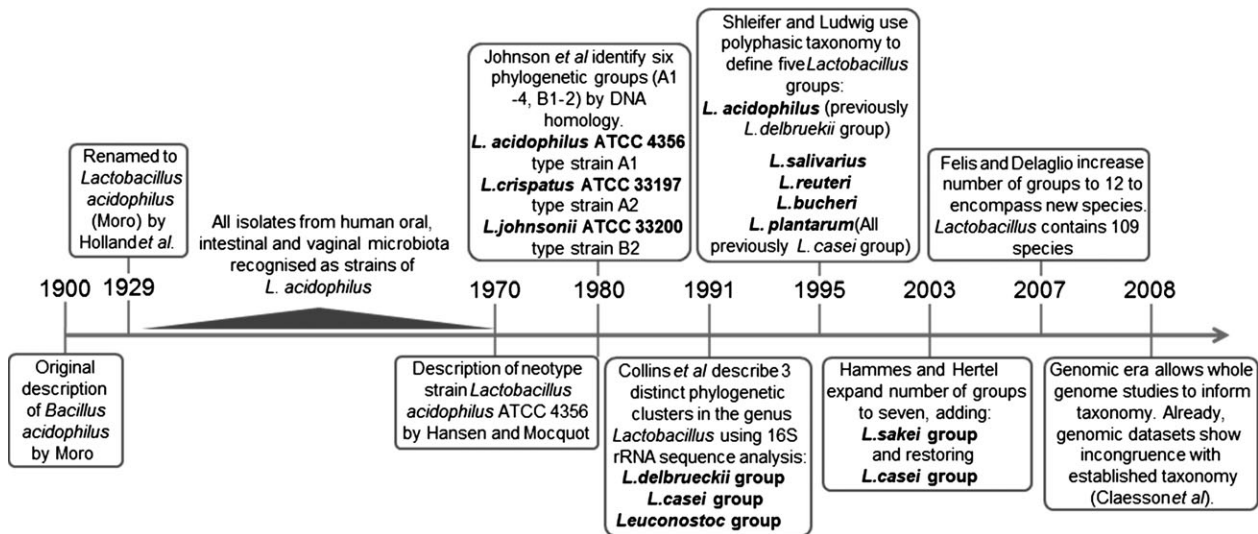 Shleifer and Ludwig use
polyphasic taxonomy to
define five Lactobacillus
groups:
L. acidophilus (previously
L.delbruekii group)
L.salivarius
L.reuteri
L.bucheri
L. plantarum(All
previously L. casei group)
Johnson et al identify six
phylogenetic groups (A1
-4, B1-2) by DNA
homology.
L. acidophilus ATCC 4356
type strain A1
L.crispatus ATCC 33197
type strain A2
L.johnsonii ATCC 33200
type strain B2
Renamed to
Lactobacillus
acidophilus
(Moro) by
Holland et al.
All isolates from human oral,
intestinal and vaginal microbiota
recognised as strains of
L. acidophilus
Felis and Delaglio increase
number of groups to 12 to
encompass new species.
Lactobacillus contains 109
species
1900 1929 1970 1980 1991 1995 2003 2007 2008
Original
description
of Bacillus
acidophilus
by Moro
Description of neotype
strain Lactobacillus
acidophilus ATCC 4356
by Hansen and Mocquot
Collins et al describe 3
distinct phylogenetic
clusters in the genus
Lactobacillus using 16S
rRNA sequence analysis:
L.delbrueckii group
L.casei group
Leuconostoc group
Hammes and Hertel
expand number of groups
to seven, adding:
L.sakei group
and restoring
L.casei group
Genomic era allows whole
genome studies to inform
taxonomy. Already,
genomic datasets show
incongruence with
established taxonomy
(Claesson et al).